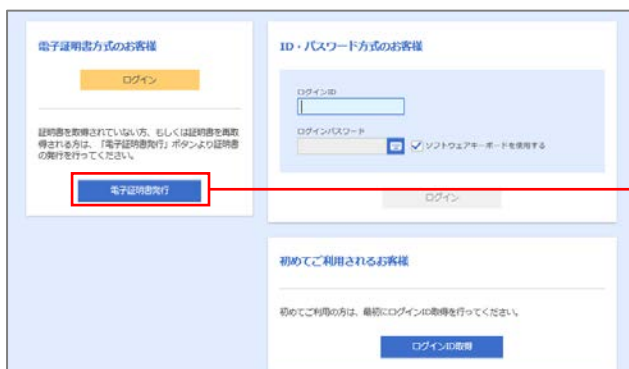 電子証明書方式のお客様
ログイン
証明書を取得されていない方、もしくは証明書を再取
得される方は、「電子証明書発行」ボタンより証明書
の発行を行ってください。
電子証明書発行
ID・パスワード方式のお客様
ログインID
ログインパスワード
ソフトウェアキーボードを使用する
ログイン
初めてご利用されるお客様
初めてご利用の方は、最初にログインID取得を行ってください。
ログインID取得